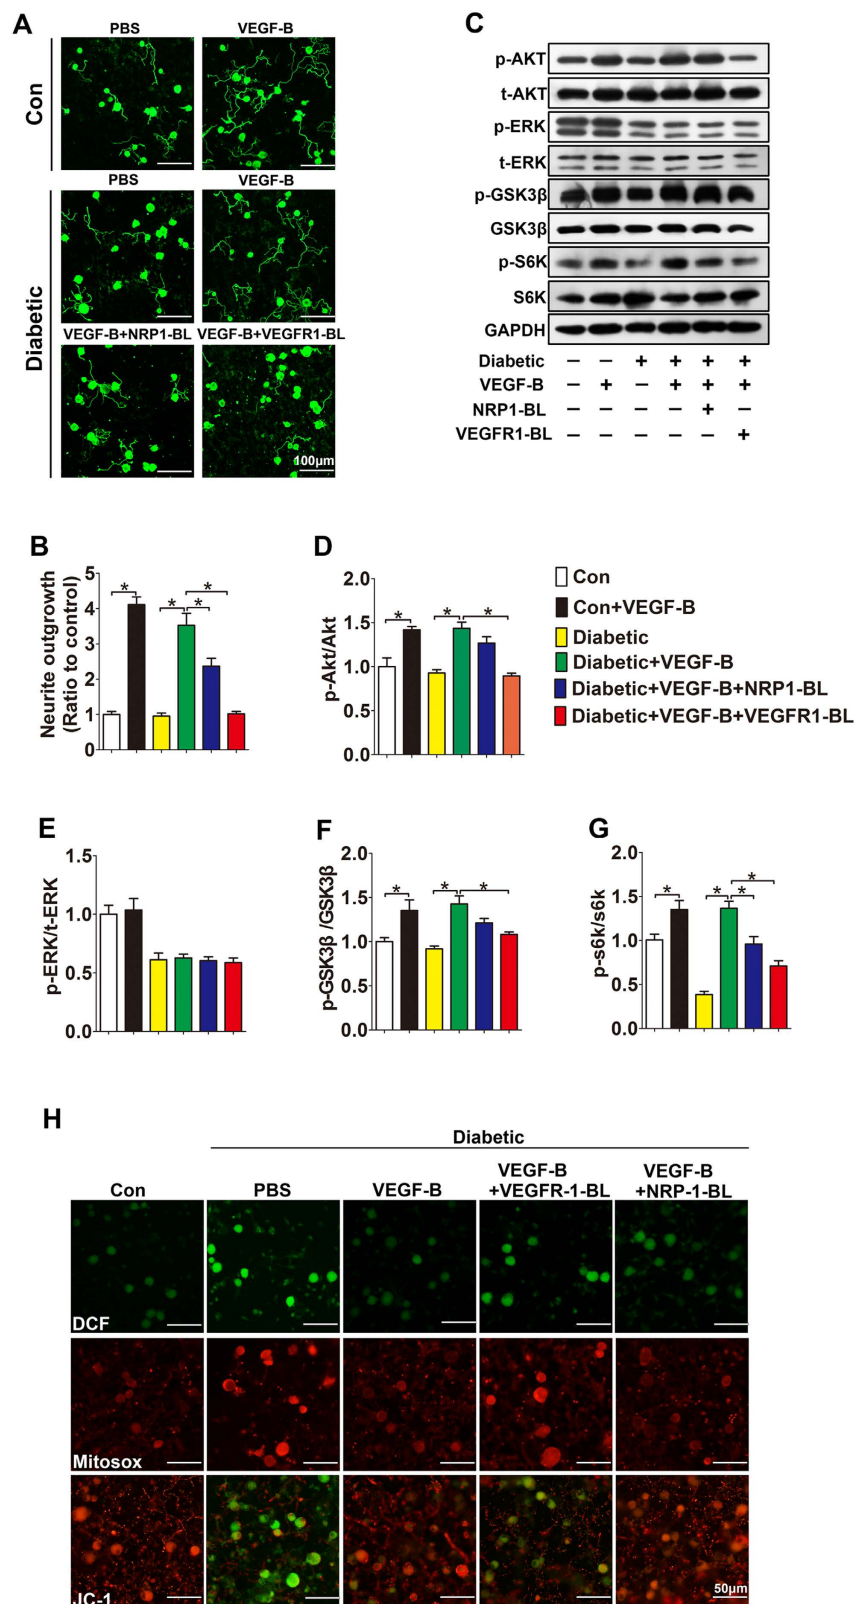 A
PBS
VEGF-B
Con
PBS
VEGF-B
Diabetic
VEGF-B+NRP1-BL
VEGF-B+VEGFR1-BL
100μm
C
p-AKT
t-AKT
p-ERK
t-ERK
p-GSK3β
GSK3β
p-S6K
S6K
GAPDH
Diabetic − − + + + +
VEGF-B − + − + + +
NRP1-BL − − − − + −
VEGFR1-BL − − − − − +
B
Neurite outgrowth
(Ratio to control)
5
4
3
2
1
0
* * * *
D
p-Akt/Akt
2.0
1.5
1.0
0.5
0.0
* * *
Con
Con+VEGF-B
Diabetic
Diabetic+VEGF-B
Diabetic+VEGF-B+NRP1-BL
Diabetic+VEGF-B+VEGFR1-BL
E
p-ERK/t-ERK
1.5
1.0
0.5
0.0
F
p-GSK3β /GSK3β
2.0
1.5
1.0
0.5
0.0
* * *
G
p-s6k/s6k
2.0
1.5
1.0
0.5
0.0
* * * *
H
Diabetic
Con
PBS
VEGF-B
VEGF-B
+VEGFR-1-BL
VEGF-B
+NRP-1-BL
DCF
Mitosox
JC-1
50μm